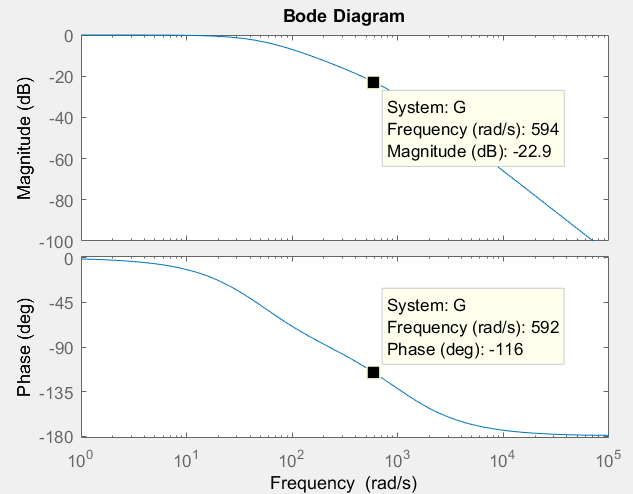 Bode Diagram
Magnitude (dB)
0
-20
-40
-60
-80
-100
System: G
Frequency (rad/s): 594
Magnitude (dB): -22.9
Phase (deg)
0
-45
-90
-135
-180
System: G
Frequency (rad/s): 592
Phase (deg): -116
10^0 10^1 10^2 10^3 10^4 10^5
Frequency (rad/s)